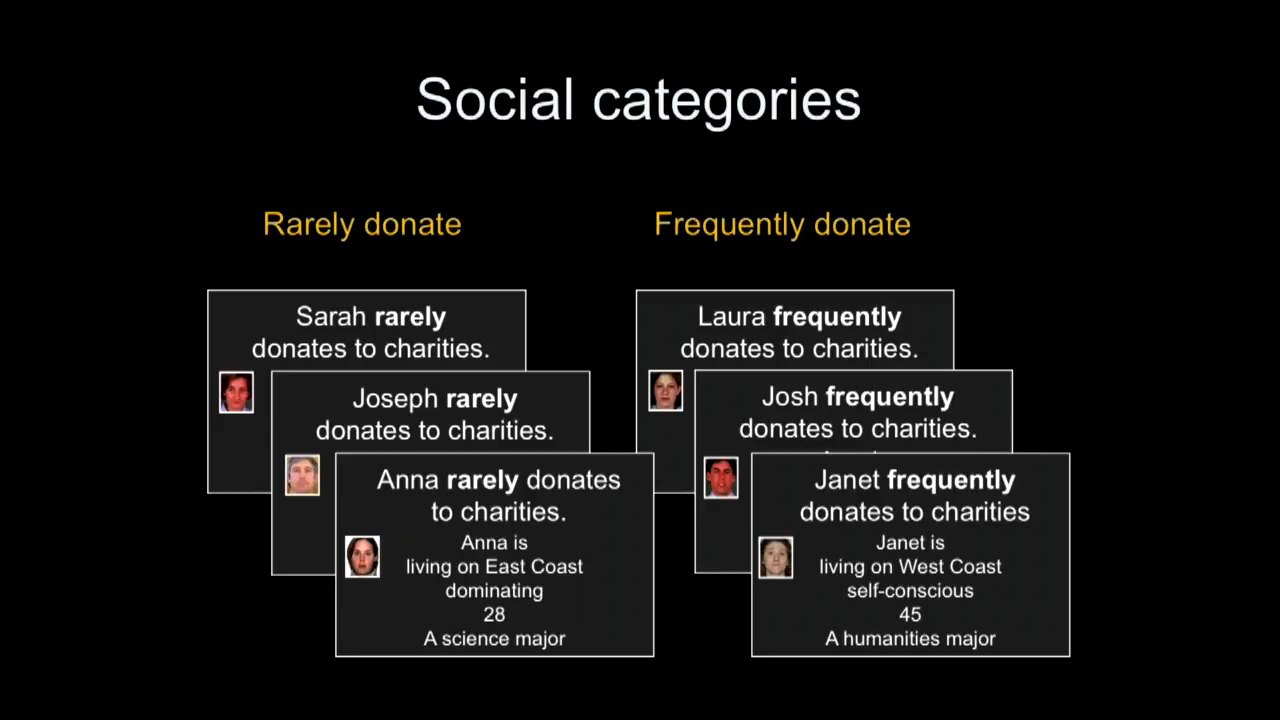 Social categories
Rarely donate
Frequently donate
Sarah rarely
donates to charities.
Joseph rarely
donates to charities.
Anna rarely donates
to charities.
Anna is
living on East Coast
dominating
28
A science major
Laura frequently
donates to charities.
Josh frequently
donates to charities.
Janet frequently
donates to charities
Janet is
living on West Coast
self-conscious
45
A humanities major